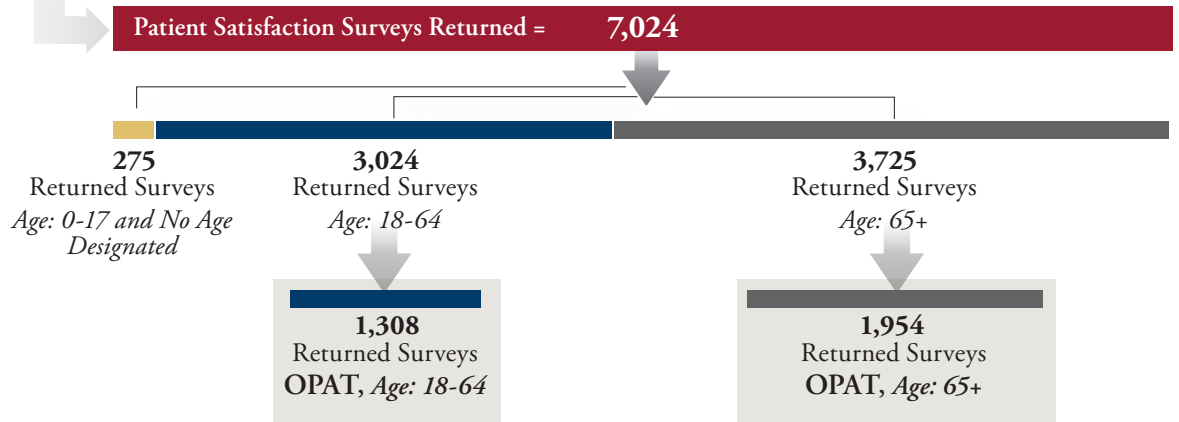 Patient Satisfaction Surveys Returned = 7,024
275
Returned Surveys
Age: 0-17 and No Age
Designated
3,024
Returned Surveys
Age: 18-64
3,725
Returned Surveys
Age: 65+
1,308
Returned Surveys
OPAT, Age: 18-64
1,954
Returned Surveys
OPAT, Age: 65+